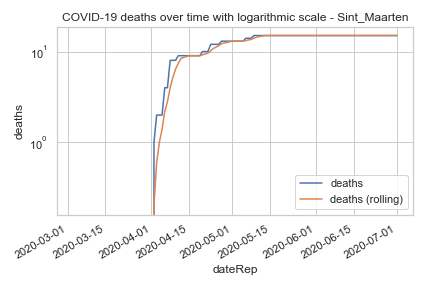 COVID-19 deaths over time with logarithmic scale - Sint_Maarten
deaths
10¹
10⁰
deaths
deaths (rolling)
2020-03-01
2020-03-15
2020-04-01
2020-04-15
2020-05-01
2020-05-15
2020-06-01
2020-06-15
2020-07-01
dateRep